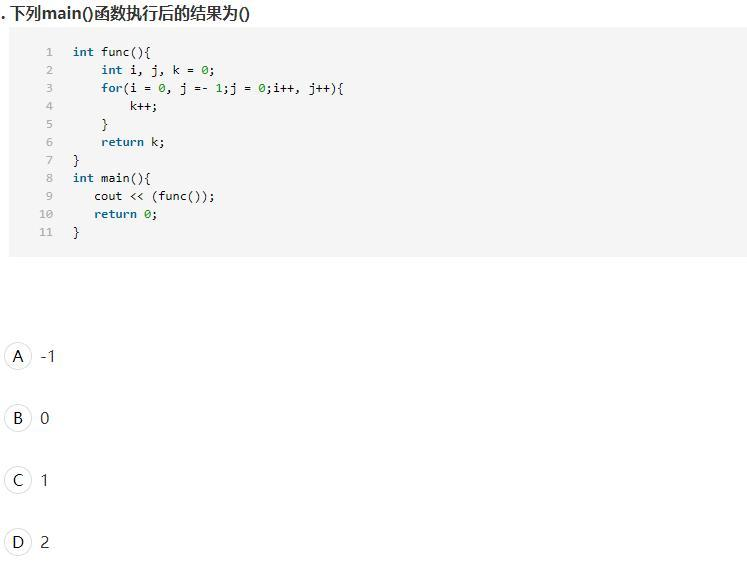 . 下列main()函数执行后的结果为()
1 int func(){
2 int i, j, k = 0;
3 for(i = 0, j =- 1;j = 0;i++, j++){
4 k++;
5 }
6 return k;
7 }
8 int main(){
9 cout << (func());
10 return 0;
11 }
A -1
B 0
C 1
D 2